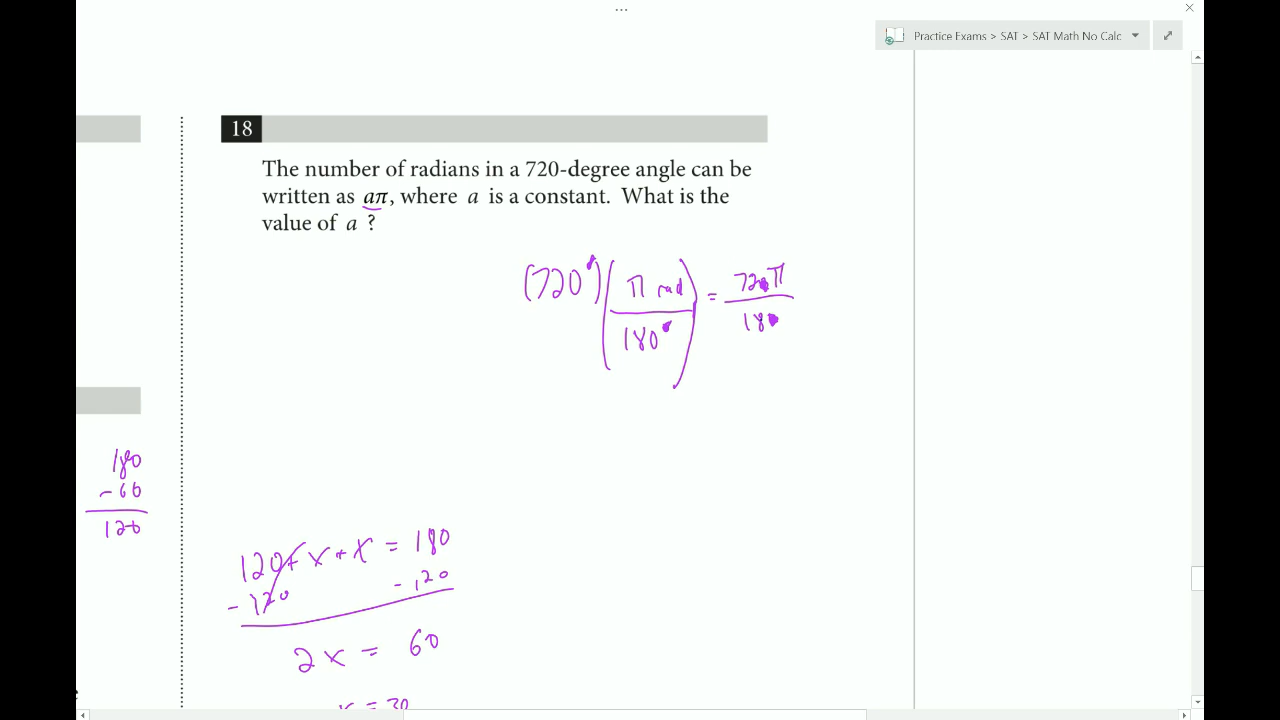 ...
Practice Exams > SAT > SAT Math No Calc
18
The number of radians in a 720-degree angle can be
written as aπ, where a is a constant. What is the
value of a ?
(720°)(π rad / 180°) = 720π / 180
180
- 60
120
120 + x + x = 180
- 120 - 120
2x = 60
x = 30